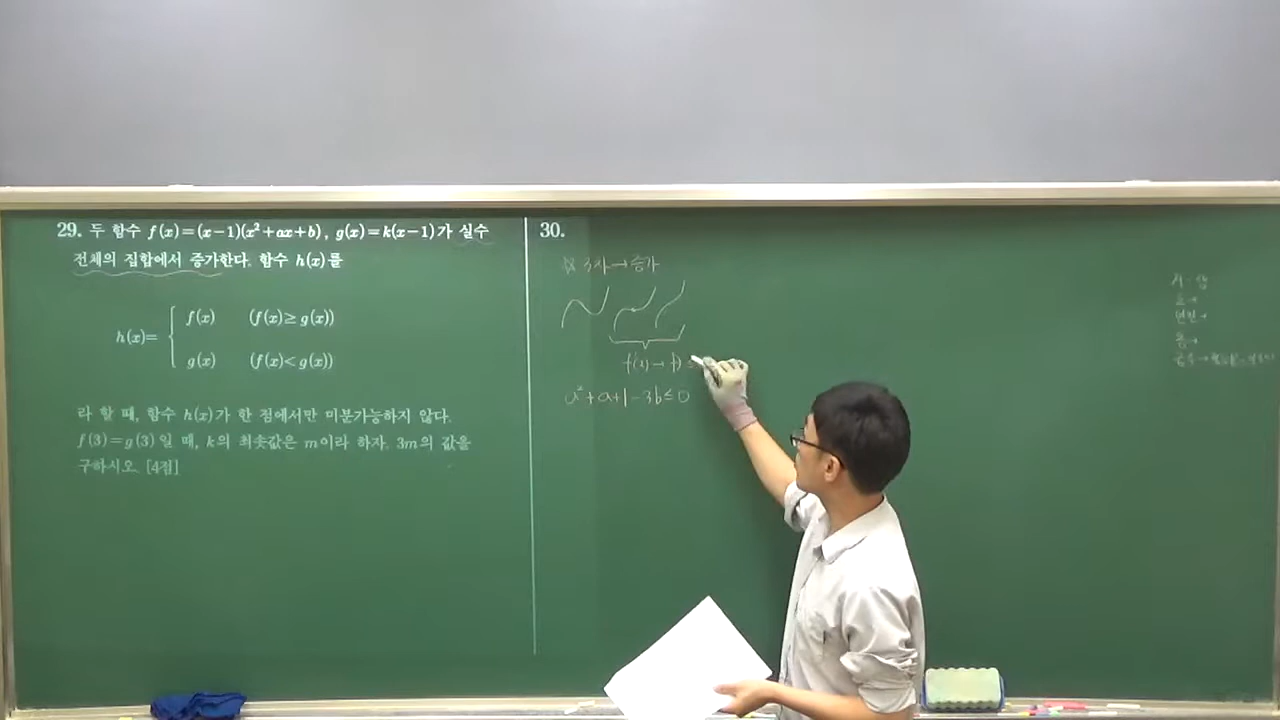 29. 두 함수 f(x)=(x-1)(x²+ax+b), g(x)=k(x-1)가 실수
전체의 집합에서 증가한다. 함수 h(x)를
h(x)= { f(x) (f(x)≥g(x))
g(x) (f(x)<g(x))
라 할 때, 함수 h(x)가 한 점에서만 미분가능하지 않다.
f(3)=g(3)일 때, k의 최솟값은 m이라 하자. 3m의 값을
구하시오. [4점]
30.
3차→증가
f'(x)→ ≤
a²+a+1-3b≤0